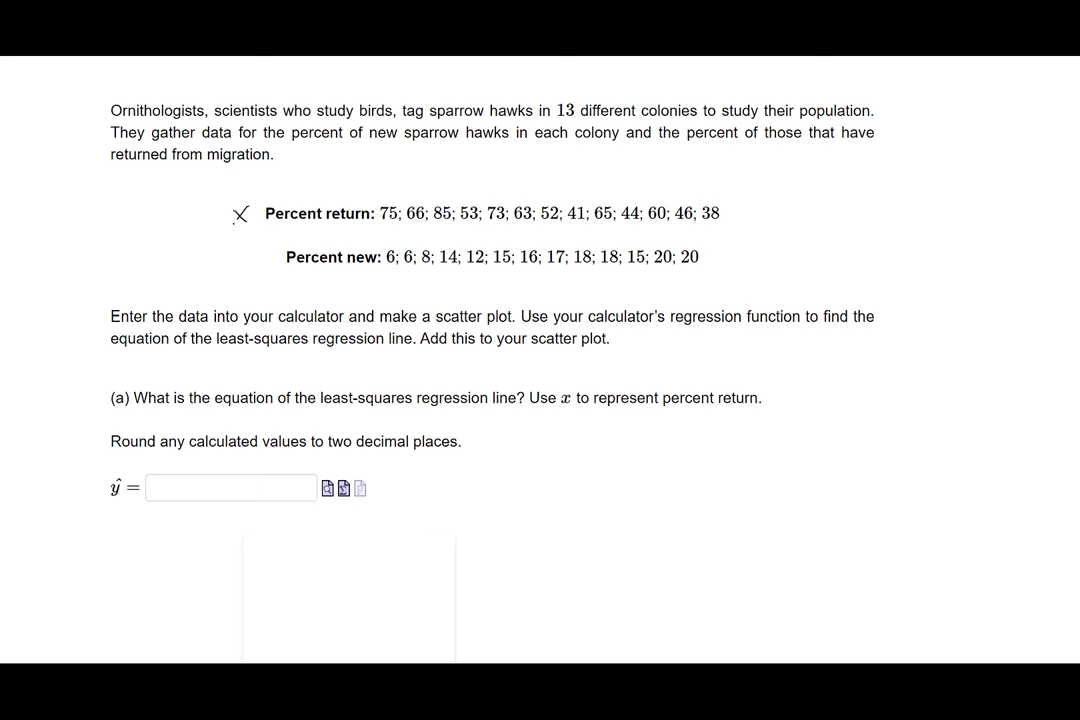 Ornithologists, scientists who study birds, tag sparrow hawks in 13 different colonies to study their population.
They gather data for the percent of new sparrow hawks in each colony and the percent of those that have
returned from migration.
X Percent return: 75; 66; 85; 53; 73; 63; 52; 41; 65; 44; 60; 46; 38
Percent new: 6; 6; 8; 14; 12; 15; 16; 17; 18; 18; 15; 20; 20
Enter the data into your calculator and make a scatter plot. Use your calculator's regression function to find the
equation of the least-squares regression line. Add this to your scatter plot.
(a) What is the equation of the least-squares regression line? Use x to represent percent return.
Round any calculated values to two decimal places.
ŷ =